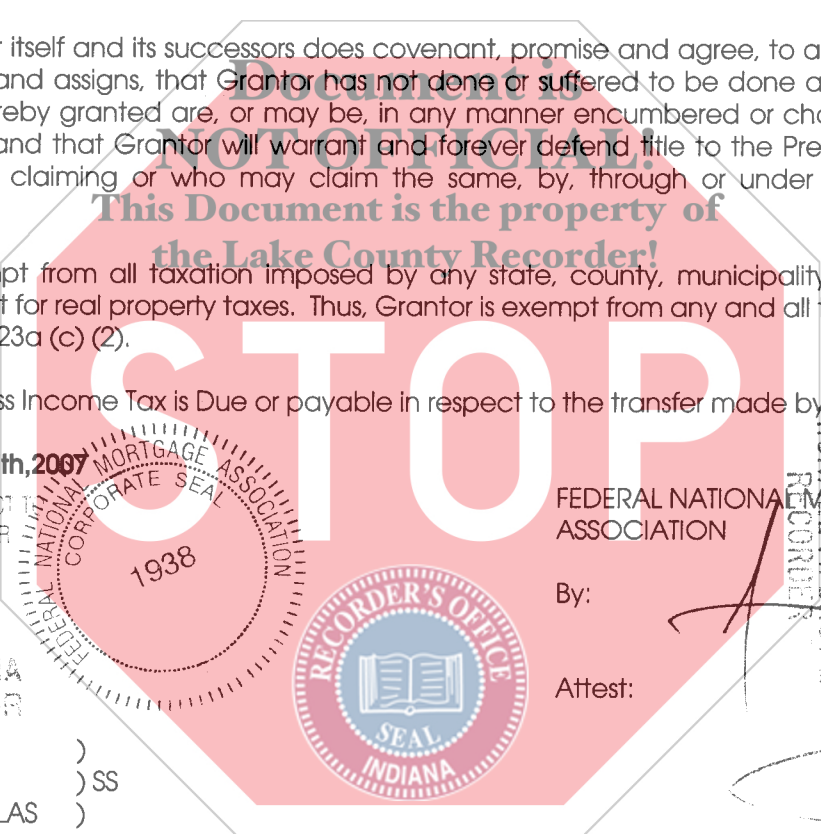 itself and its successors does covenant, promise and agree, to
and assigns, that Grantor has not done or suffered to be done
reby granted are, or may be, in any manner encumbered or
and that Grantor will warrant and forever defend title to the
claiming or who may claim the same, by, through or under
Document is
NOT OFFICIAL!
This Document is the property of
the Lake County Recorder!
pt from all taxation imposed by any state, county, municipality
t for real property taxes. Thus, Grantor is exempt from any and all
23a (c) (2).
STOP
ss Income Tax is Due or payable in respect to the transfer made by
th, 2007
FEDERAL NATIONAL MORTGAGE ASSOCIATION
CORPORATE SEAL
1938
FEDERAL NATIONAL M
ASSOCIATION
RECORDER
By:
Attest:
RECORDER'S OFFICE
SEAL
INDIANA
)
) SS
LAS )